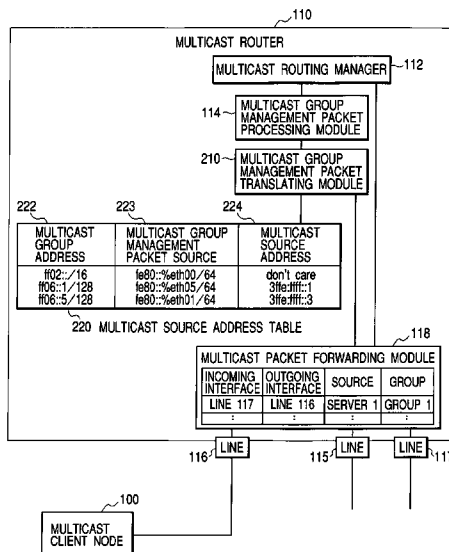 110
MULTICAST ROUTER
112
MULTICAST ROUTING MANAGER
114
MULTICAST GROUP
MANAGEMENT PACKET
PROCESSING MODULE
210
MULTICAST GROUP
MANAGEMENT PACKET
TRANSLATING MODULE
222 223 224
MULTICAST GROUP ADDRESS MULTICAST GROUP MANAGEMENT PACKET SOURCE MULTICAST SOURCE ADDRESS
ff02::/16 fe80::%eth00/64 don't care
ff06::1/128 fe80::%eth05/64 3ffe:ffff::1
ff06::5/128 fe80::%eth01/64 3ffe:ffff::3
220 MULTICAST SOURCE ADDRESS TABLE
118
MULTICAST PACKET FORWARDING MODULE
INCOMING INTERFACE OUTGOING INTERFACE SOURCE GROUP
LINE 117 LINE 116 SERVER 1 GROUP 1
: : : :
116 LINE 115 LINE LINE 117
100
MULTICAST
CLIENT NODE